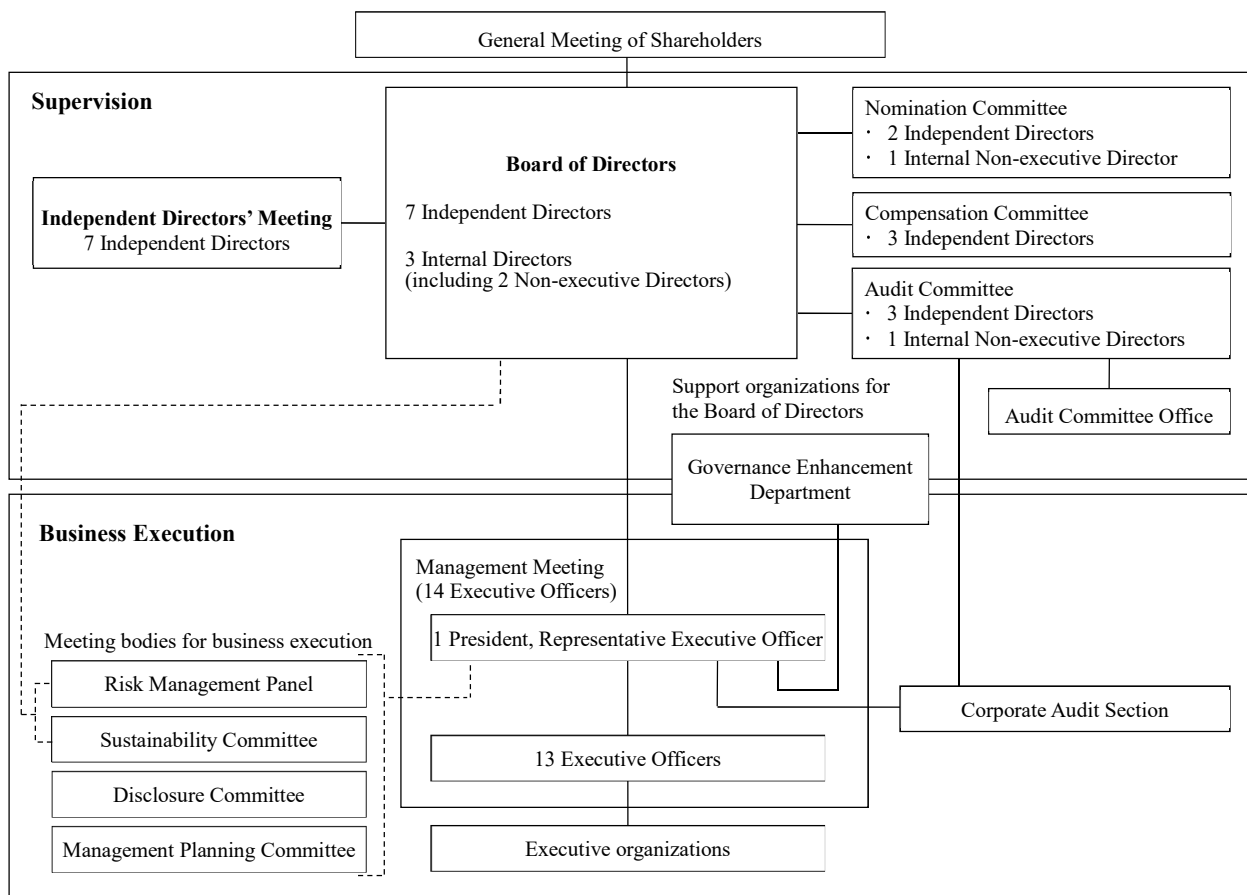 General Meeting of Shareholders
Supervision
Board of Directors
7 Independent Directors
3 Internal Directors
(including 2 Non-executive Directors)
Independent Directors’ Meeting
7 Independent Directors
Nomination Committee
・ 2 Independent Directors
・ 1 Internal Non-executive Director
Compensation Committee
・ 3 Independent Directors
Audit Committee
・ 3 Independent Directors
・ 1 Internal Non-executive Directors
Audit Committee Office
Support organizations for
the Board of Directors
Governance Enhancement
Department
Business Execution
Management Meeting
(14 Executive Officers)
1 President, Representative Executive Officer
Meeting bodies for business execution
Risk Management Panel
Sustainability Committee
Disclosure Committee
Management Planning Committee
Corporate Audit Section
13 Executive Officers
Executive organizations